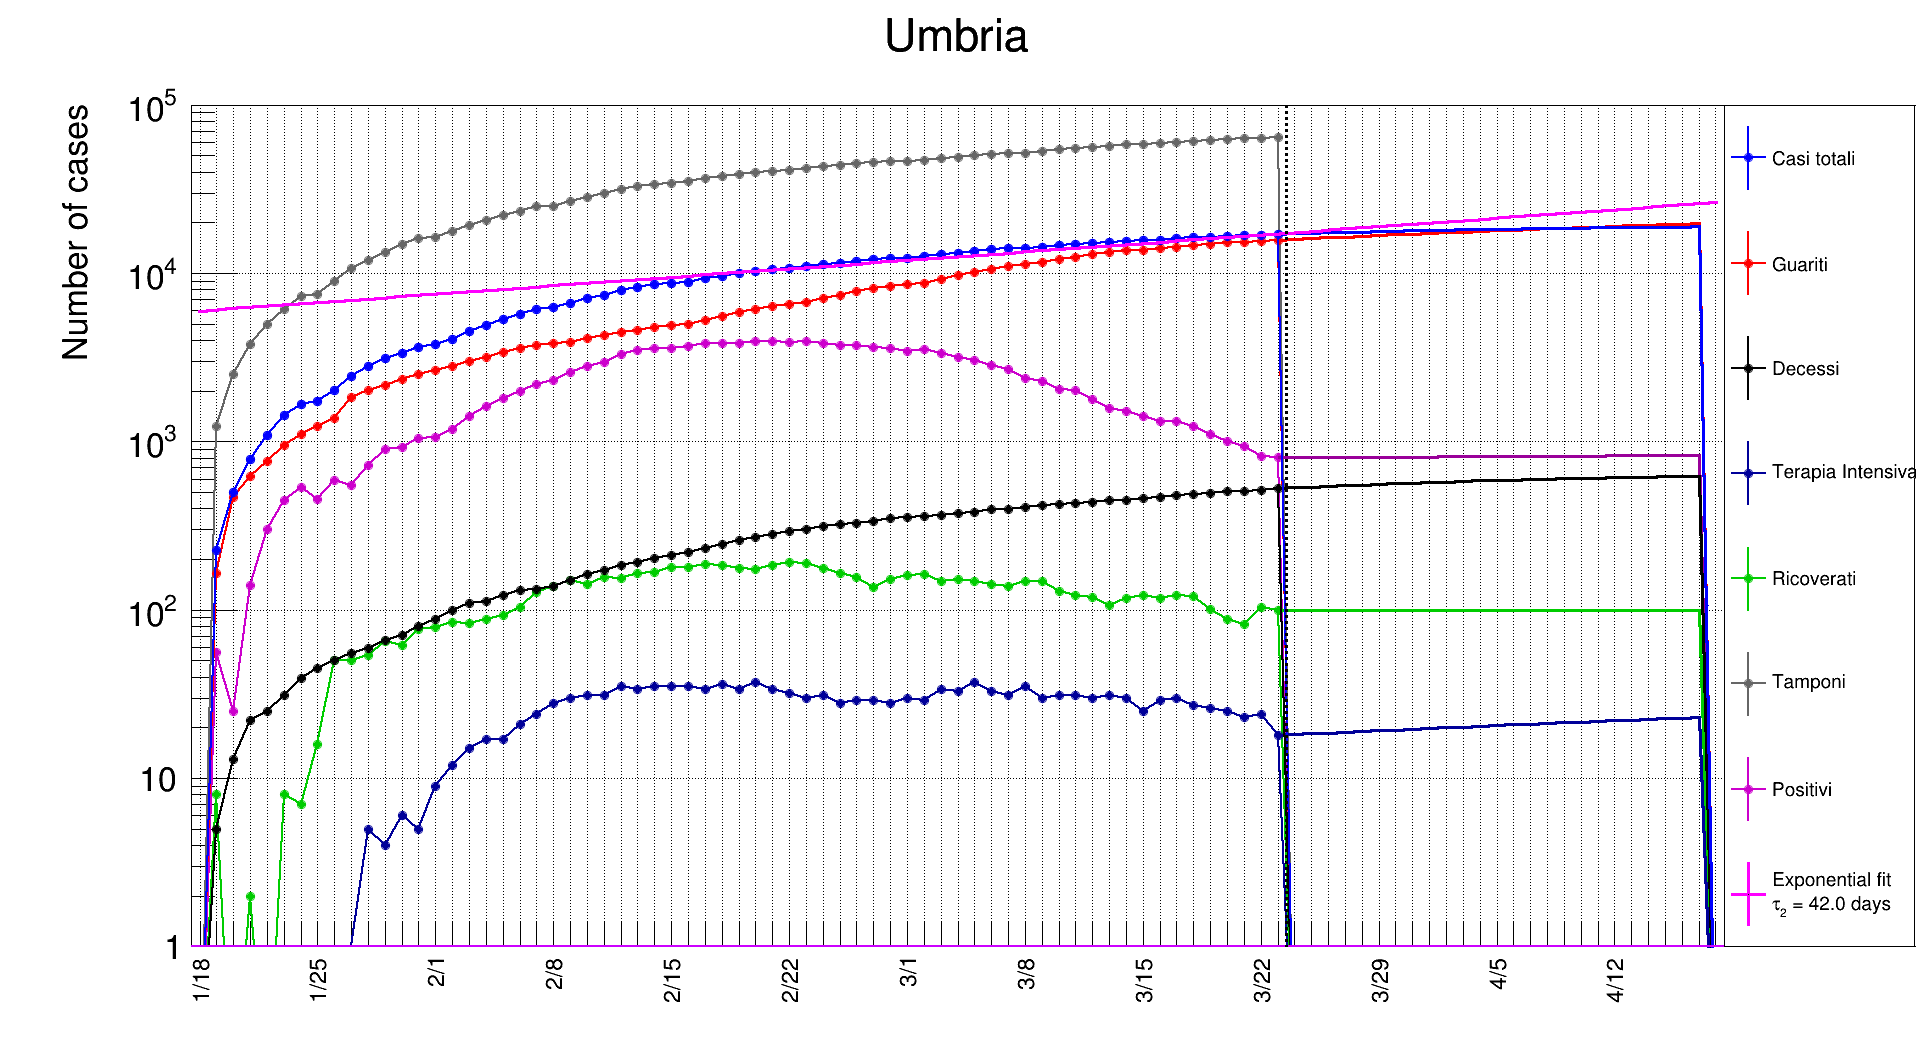 Umbria
Number of cases
10^5
10^4
10^3
10^2
10
1
1/18
1/25
2/1
2/8
2/15
2/22
3/1
3/8
3/15
3/22
3/29
4/5
4/12
Casi totali
Guariti
Decessi
Terapia Intensiva
Ricoverati
Tamponi
Positivi
Exponential fit
τ_2 = 42.0 days